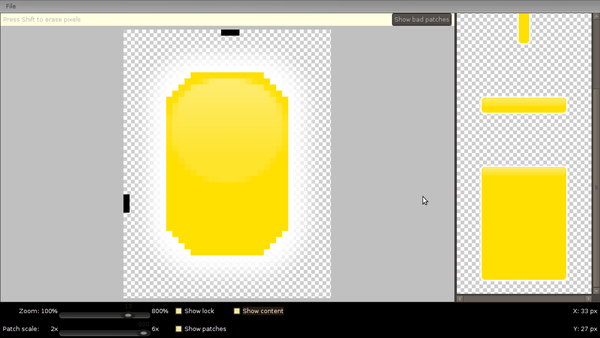 File
Press Shift to erase pixels
Show bad patches
Zoom: 100% 800% Show lock Show content X: 33 px
Patch scale: 2x 6x Show patches Y: 27 px